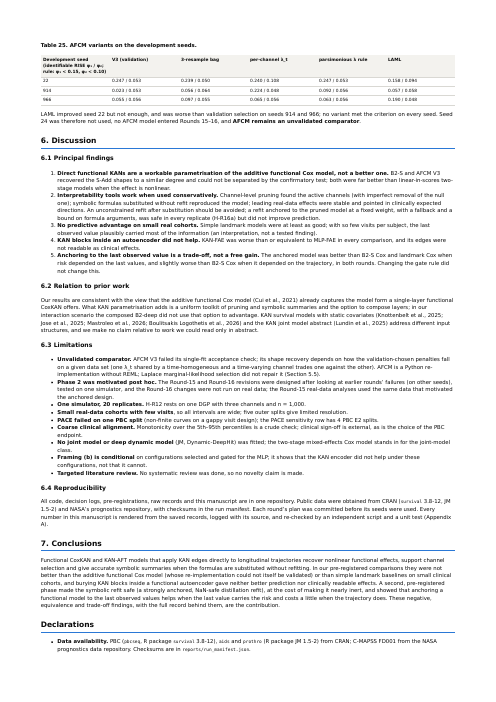 Table 25. AFCM variants on the development seeds.
Development seed (identifiable RISE φ₁ / φ₂; rule: φ₁ < 0.15, φ₂ < 0.10) V3 (validation) 3-resample bag per-channel λ_t parsimonious λ rule LAML
22 0.247 / 0.053 0.239 / 0.050 0.240 / 0.108 0.247 / 0.053 0.158 / 0.094
914 0.023 / 0.056 0.056 / 0.064 0.224 / 0.048 0.092 / 0.056 0.057 / 0.058
966 0.055 / 0.056 0.097 / 0.055 0.065 / 0.056 0.063 / 0.056 0.190 / 0.048
LAML improved seed 22 but not enough, and was worse than validation selection on seeds 914 and 966; no variant met the criterion on every seed. Seed
24 was therefore not used, no AFCM model entered Rounds 15–16, and AFCM remains an unvalidated comparator.
6. Discussion
6.1 Principal findings
1. Direct functional KANs are a workable parametrisation of the additive functional Cox model, not a better one. B2-S and AFCM V3
recovered the S-Add shapes to a similar degree and could not be separated by the confirmatory test; both were far better than linear-in-scores two-
stage models when the effect is nonlinear.
2. Interpretability tools work when used conservatively. Channel-level pruning found the active channels (with imperfect removal of the null
one); symbolic formulas substituted without refit reproduced the model; leading real-data effects were stable and pointed in clinically expected
directions. An unconstrained refit after substitution should be avoided; a refit anchored to the pruned model at a fixed weight, with a fallback and a
bound on formula arguments, was safe in every replicate (H-R16a) but did not improve prediction.
3. No predictive advantage on small real cohorts. Simple landmark models were at least as good; with so few visits per subject, the last
observed value plausibly carried most of the information (an interpretation, not a tested finding).
4. KAN blocks inside an autoencoder did not help. KAN-FAE was worse than or equivalent to MLP-FAE in every comparison, and its edges were
not readable as clinical effects.
5. Anchoring to the last observed value is a trade-off, not a free gain. The anchored model was better than B2-S Cox and landmark Cox when
risk depended on the last value, and slightly worse than B2-S Cox when it depended on the trajectory, in both rounds. Changing the gate rule did
not change this.
6.2 Relation to prior work
Our results are consistent with the view that the additive functional Cox model (Cui et al., 2021) already captures the model form a single-layer functional
CoxKAN offers. What KAN parametrisation adds is a uniform toolkit of pruning and symbolic summaries and the option to compose layers; in our
interaction scenario the composed B2-deep did not use that option to advantage. KAN survival models with static covariates (Knottenbelt et al., 2025;
Jose et al., 2025; Mastroleo et al., 2026; Boulitsakis Logothetis et al., 2026) and the KAN joint model abstract (Lundin et al., 2025) address different input
structures, and we make no claim relative to work we could read only in abstract.
6.3 Limitations
• Unvalidated comparator. AFCM V3 failed its single-fit acceptance check; its shape recovery depends on how the validation-chosen penalties fall
on a given data set (one λ_t shared by a time-homogeneous and a time-varying channel trades one against the other). AFCM is a Python re-
implementation without REML; Laplace marginal-likelihood selection did not repair it (Section 5.5).
• Phase 2 was motivated post hoc. The Round-15 and Round-16 revisions were designed after looking at earlier rounds' failures (on other seeds),
tested on one simulator, and the Round-16 changes were not run on real data; the Round-15 real-data analyses used the same data that motivated
the anchored design.
• One simulator, 20 replicates. H-R12 rests on one DGP with three channels and n = 1,000.
• Small real-data cohorts with few visits, so all intervals are wide; five outer splits give limited resolution.
• PACE failed on one PBC split (non-finite curves on a gappy visit design); the PACE sensitivity row has 4 PBC E2 splits.
• Coarse clinical alignment. Monotonicity over the 5th–95th percentiles is a crude check; clinical sign-off is external, as is the choice of the PBC
endpoint.
• No joint model or deep dynamic model (JM, Dynamic-DeepHit) was fitted; the two-stage mixed-effects Cox model stands in for the joint-model
class.
• Framing (b) is conditional on configurations selected and gated for the MLP; it shows that the KAN encoder did not help under these
configurations, not that it cannot.
• Targeted literature review. No systematic review was done, so no novelty claim is made.
6.4 Reproducibility
All code, decision logs, pre-registrations, raw records and this manuscript are in one repository. Public data were obtained from CRAN (survival 3.8-12, JM
1.5-2) and NASA's prognostics repository, with checksums in the run manifest. Each round's plan was committed before its seeds were used. Every
number in this manuscript is rendered from the saved records, logged with its source, and re-checked by an independent script and a unit test (Appendix
A).
7. Conclusions
Functional CoxKAN and KAN-AFT models that apply KAN edges directly to longitudinal trajectories recover nonlinear functional effects, support channel
selection and give accurate symbolic summaries when the formulas are substituted without refitting. In our pre-registered comparisons they were not
better than the additive functional Cox model (whose re-implementation could not itself be validated) or than simple landmark baselines on small clinical
cohorts, and burying KAN blocks inside a functional autoencoder gave neither better prediction nor clinically readable effects. A second, pre-registered
phase made the symbolic refit safe (a strongly anchored, NaN-safe distillation refit), at the cost of making it nearly inert, and showed that anchoring a
functional model to the last observed values helps when the last value carries the risk and costs a little when the trajectory does. These negative,
equivalence and trade-off findings, with the full record behind them, are the contribution.
Declarations
• Data availability. PBC (pbcseq, R package survival 3.8-12), aids and prothro (R package JM 1.5-2) from CRAN; C-MAPSS FD001 from the NASA
prognostics data repository. Checksums are in reports/run_manifest.json.